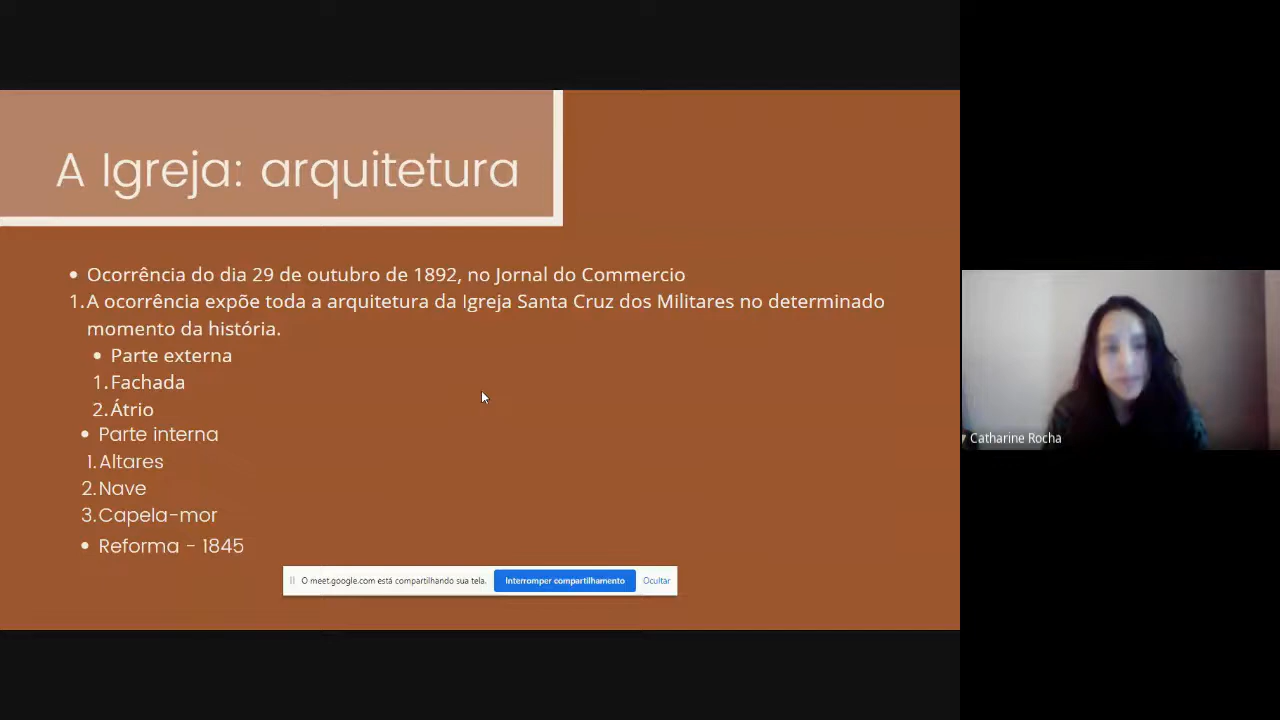 A Igreja: arquitetura
• Ocorrência do dia 29 de outubro de 1892, no Jornal do Commercio
1. A ocorrência expõe toda a arquitetura da Igreja Santa Cruz dos Militares no determinado
momento da história.
• Parte externa
1. Fachada
2. Átrio
• Parte interna
1. Altares
2. Nave
3. Capela-mor
• Reforma - 1845
O meet.google.com está compartilhando sua tela. Interromper compartilhamento Ocultar
Catharine Rocha